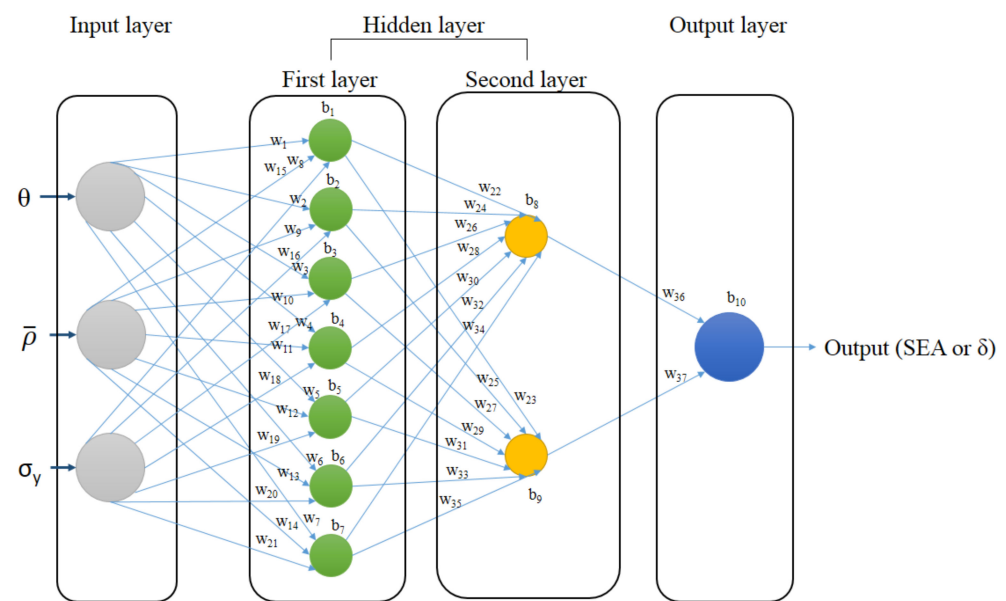 Input layer
Hidden layer
Output layer
First layer
Second layer
b₁
w₁
w₈
w₁₅
θ
b₂
w₂
w₉
w₂₂
w₂₄
b₈
w₂₆
w₁₆
b₃
w₃
w₂₈
w₁₀
w₃₀
w₃₂
w₃₆
b₁₀
ρ̄
w₁₇
w₄
b₄
w₃₄
w₁₁
Output (SEA or δ)
w₁₈
b₅
w₅
w₂₅
w₃₇
w₁₂
w₂₇
w₂₃
w₁₉
w₂₉
w₃₁
σy
w₆
b₆
w₁₃
w₃₃
w₂₀
w₃₅
b₉
w₁₄
w₇
b₇
w₂₁